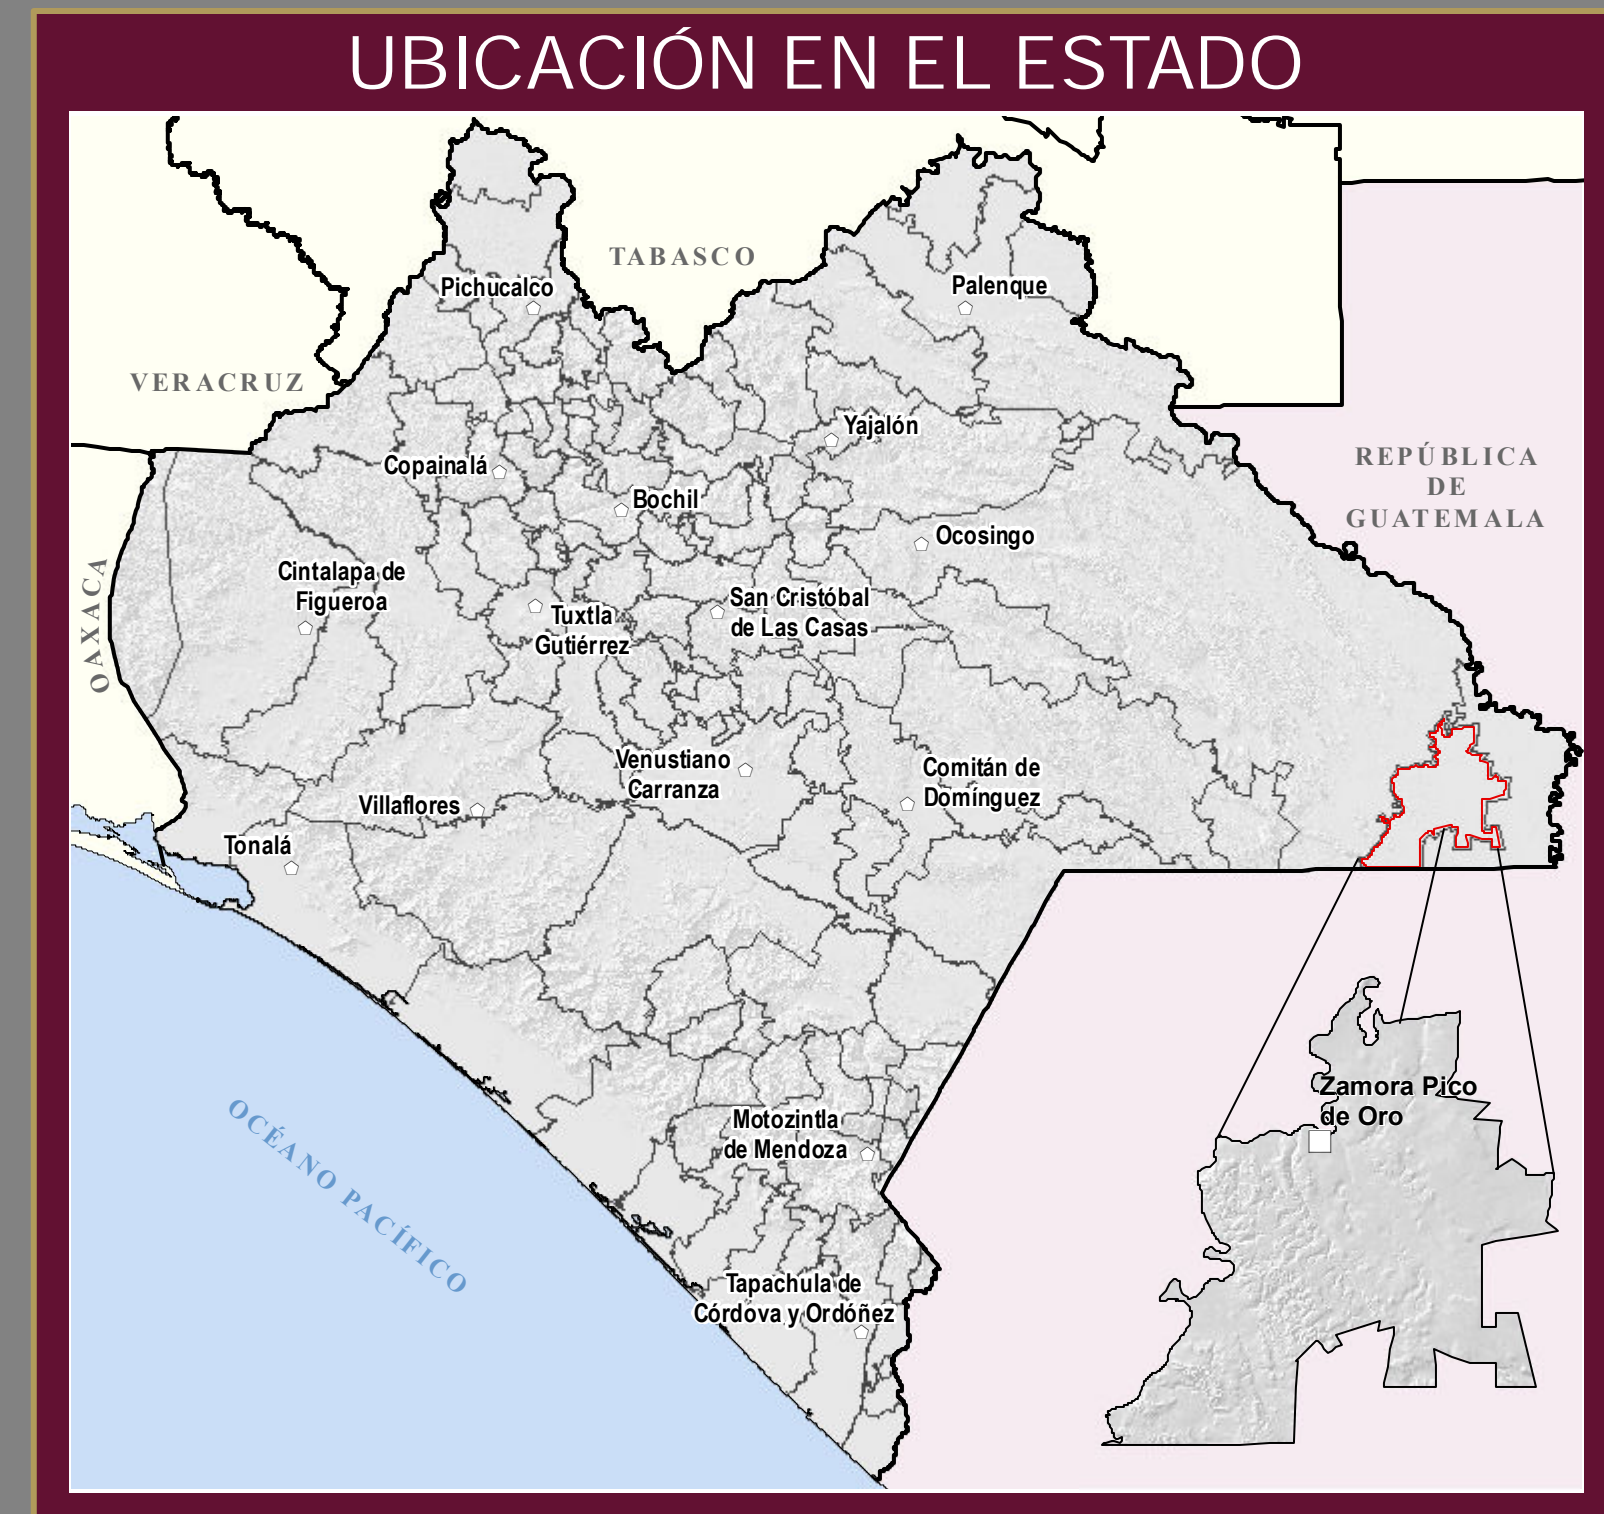 UBICACIÓN EN EL ESTADO
TABASCO
Pichucalco
Palenque
VERACRUZ
Yajalón
Copainalá
REPÚBLICA
DE
GUATEMALA
Bochil
Ocosingo
OAXACA
Cintalapa de
Figueroa
Tuxtla
Gutiérrez
San Cristóbal
de Las Casas
Venustiano
Carranza
Comitán de
Domínguez
Villaflores
Tonalá
Zamora Pico
de Oro
OCÉANO PACÍFICO
Motozintla
de Mendoza
Tapachula de
Córdova y Ordóñez